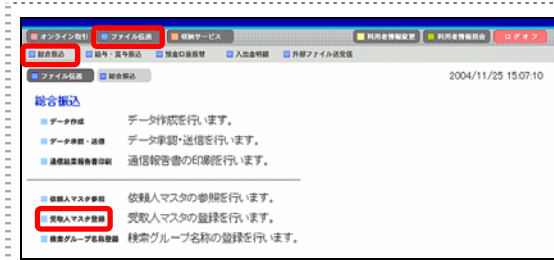 オンライン取引 ファイル伝送 収納サービス 利用者情報変更 利用者情報照会 ログオフ
総合振込 給与・賞与振込 預金口座振替 入出金明細 外部ファイル送受信
ファイル伝送 総合振込 2004/11/25 15:07:10
総合振込
データ作成 データ作成を行います。
データ承認・送信 データ承認・送信を行います。
通信結果報告書印刷 通信報告書の印刷を行います。
依頼人マスタ参照 依頼人マスタの参照を行います。
受取人マスタ登録 受取人マスタの登録を行います。
検索グループ名称登録 検索グループ名称の登録を行います。